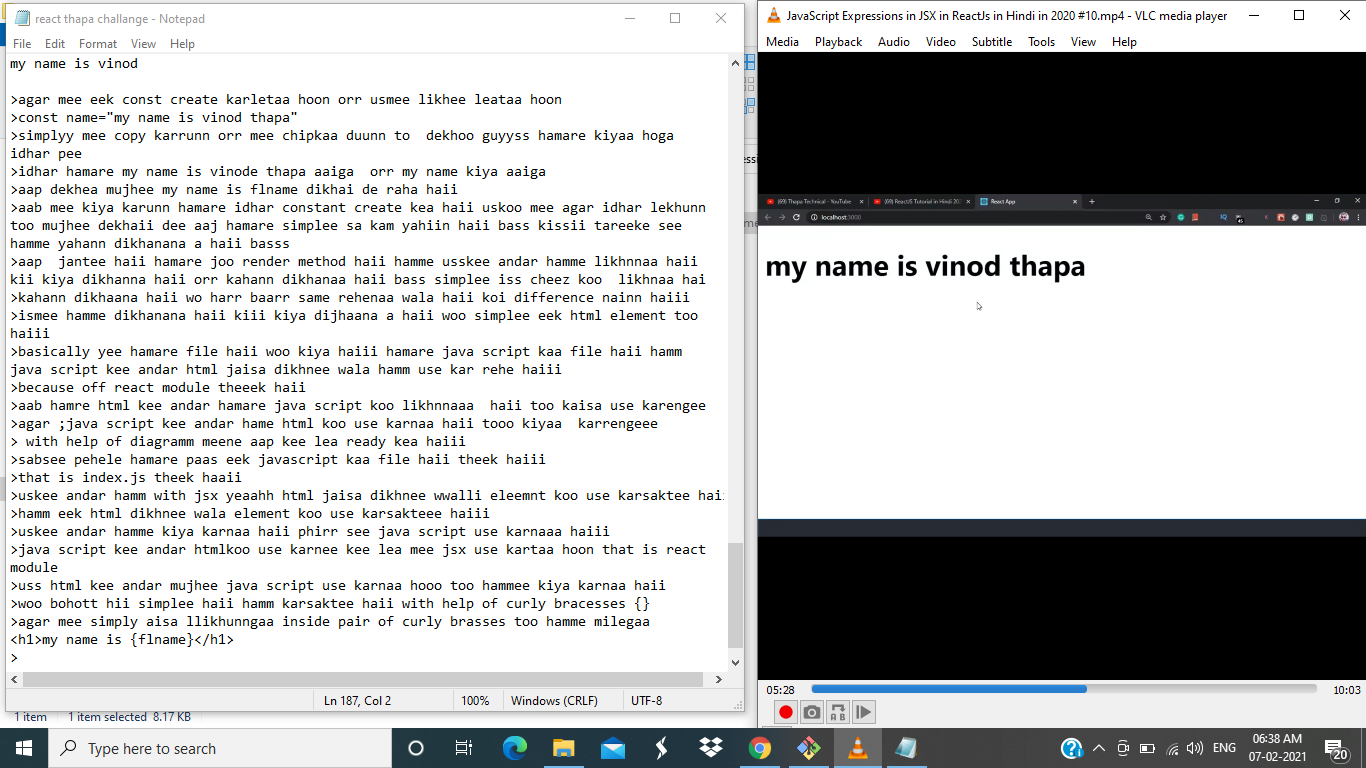 react thapa challange - Notepad
File Edit Format View Help
my name is vinod
>agar mee eek const create karletaa hoon orr usmee likhee leataa hoon
>const name="my name is vinod thapa"
>simplyy mee copy karrunn orr mee chipkaa duunn to  dekhoo guyyss hamare kiyaa hoga
idhar pee
>idhar hamare my name is vinode thapa aaiga  orr my name kiya aaiga
>aap dekhea mujhee my name is flname dikhai de raha haii
>aab mee kiya karunn hamare idhar constant create kea haii uskoo mee agar idhar lekhunn
too mujhee dekhaii dee aaj hamare simplee sa kam yahiin haii bass kissii tareeke see
hamme yahann dikhanana a haii basss
>aap  jantee haii hamare joo render method haii hamme usskee andar hamme likhnnaa haii
kii kiya dikhanna haii orr kahann dikhanaa haii bass simplee iss cheez koo  likhnaa hai
>kahann dikhaana haii wo harr baarr same rehenaa wala haii koi difference nainn haiii
>ismee hamme dikhanana haii kiii kiya dijhaana a haii woo simplee eek html element too
haiii
>basically yee hamare file haii woo kiya haiii hamare java script kaa file haii hamm
java script kee andar html jaisa dikhnee wala hamm use kar rehe haiii
>because off react module theeek haii
>aab hamre html kee andar hamare java script koo likhnnaaa  haii too kaisa use karengee
>agar ;java script kee andar hame html koo use karnaa haii tooo kiyaa  karrengeee
> with help of diagramm meene aap kee lea ready kea haiii
>sabsee pehele hamare paas eek javascript kaa file haii theek haiii
>that is index.js theek haaii
>uskee andar hamm with jsx yeaahh html jaisa dikhnee wwalli eleemnt koo use karsaktee hai
>hamm eek html dikhnee wala element koo use karsakteee haiii
>uskee andar hamme kiya karnaa haii phirr see java script use karnaaa haiii
>java script kee andar htmlkoo use karnee kee lea mee jsx use kartaa hoon that is react
module
>uss html kee andar mujhee java script use karnaa hooo too hammee kiya karnaa haii
>woo bohott hii simplee haii hamm karsaktee haii with help of curly bracesses {}
>agar mee simply aisa llikhunngaa inside pair of curly brasses too hamme milegaa
<h1>my name is {flname}</h1>
>
Ln 187, Col 2 100% Windows (CRLF) UTF-8
1 item 1 item selected 8.17 KB
JavaScript Expressions in JSX in ReactJs in Hindi in 2020 #10.mp4 - VLC media player
Media Playback Audio Video Subtitle Tools View Help
(69) Thapa Technical - YouTube (69) ReactJS Tutorial in Hindi 20 React App
localhost:3000
my name is vinod thapa
05:28 10:03
Type here to search
ENG 06:38 AM
07-02-2021
20